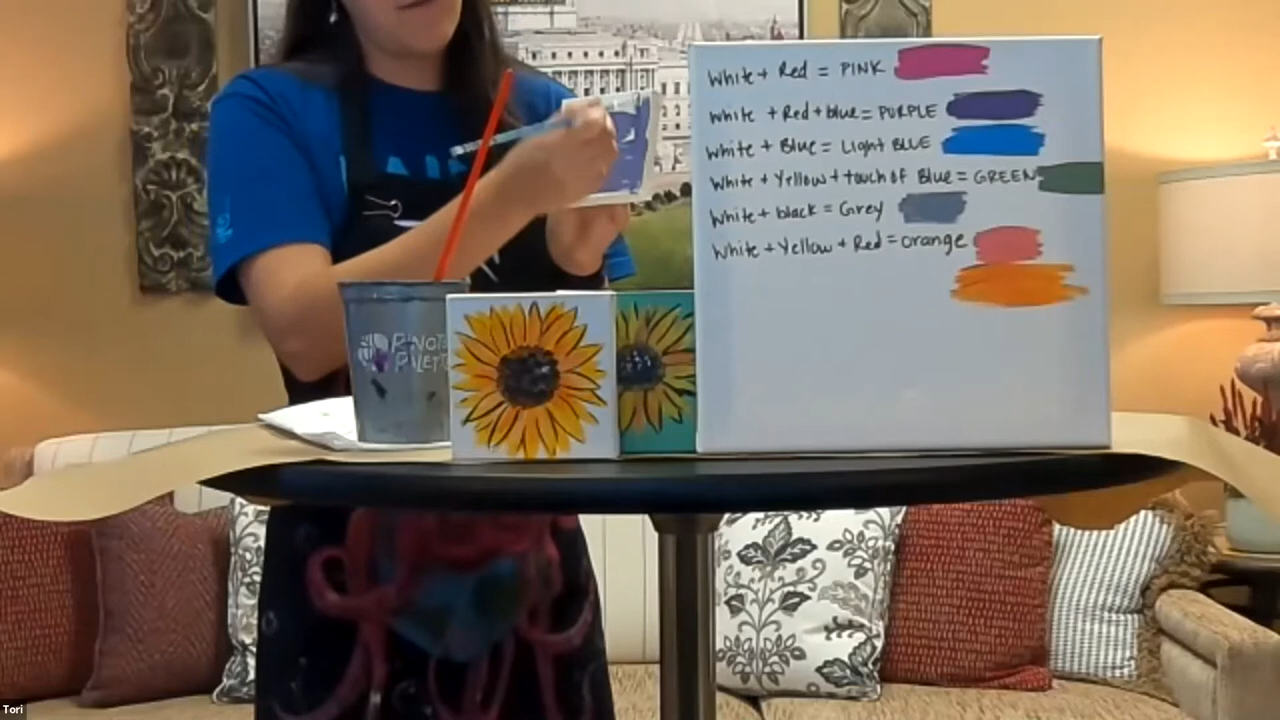 White + Red = PINK
White + Red + blue = PURPLE
White + Blue = Light BLUE
White + Yellow + touch of Blue = GREEN
White + black = Grey
White + Yellow + Red = orange
PINOT'S
PALETTE
Tori